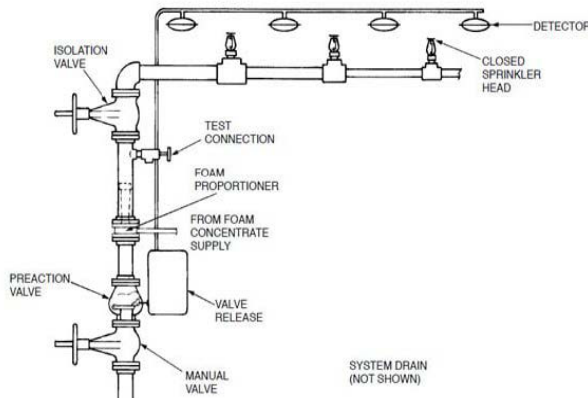 DETECTOR
ISOLATION
VALVE
CLOSED
SPRINKLER
HEAD
TEST
CONNECTION
FOAM
PROPORTIONER
FROM FOAM
CONCENTRATE
SUPPLY
PREACTION
VALVE
VALVE
RELEASE
MANUAL
VALVE
SYSTEM DRAIN
(NOT SHOWN)